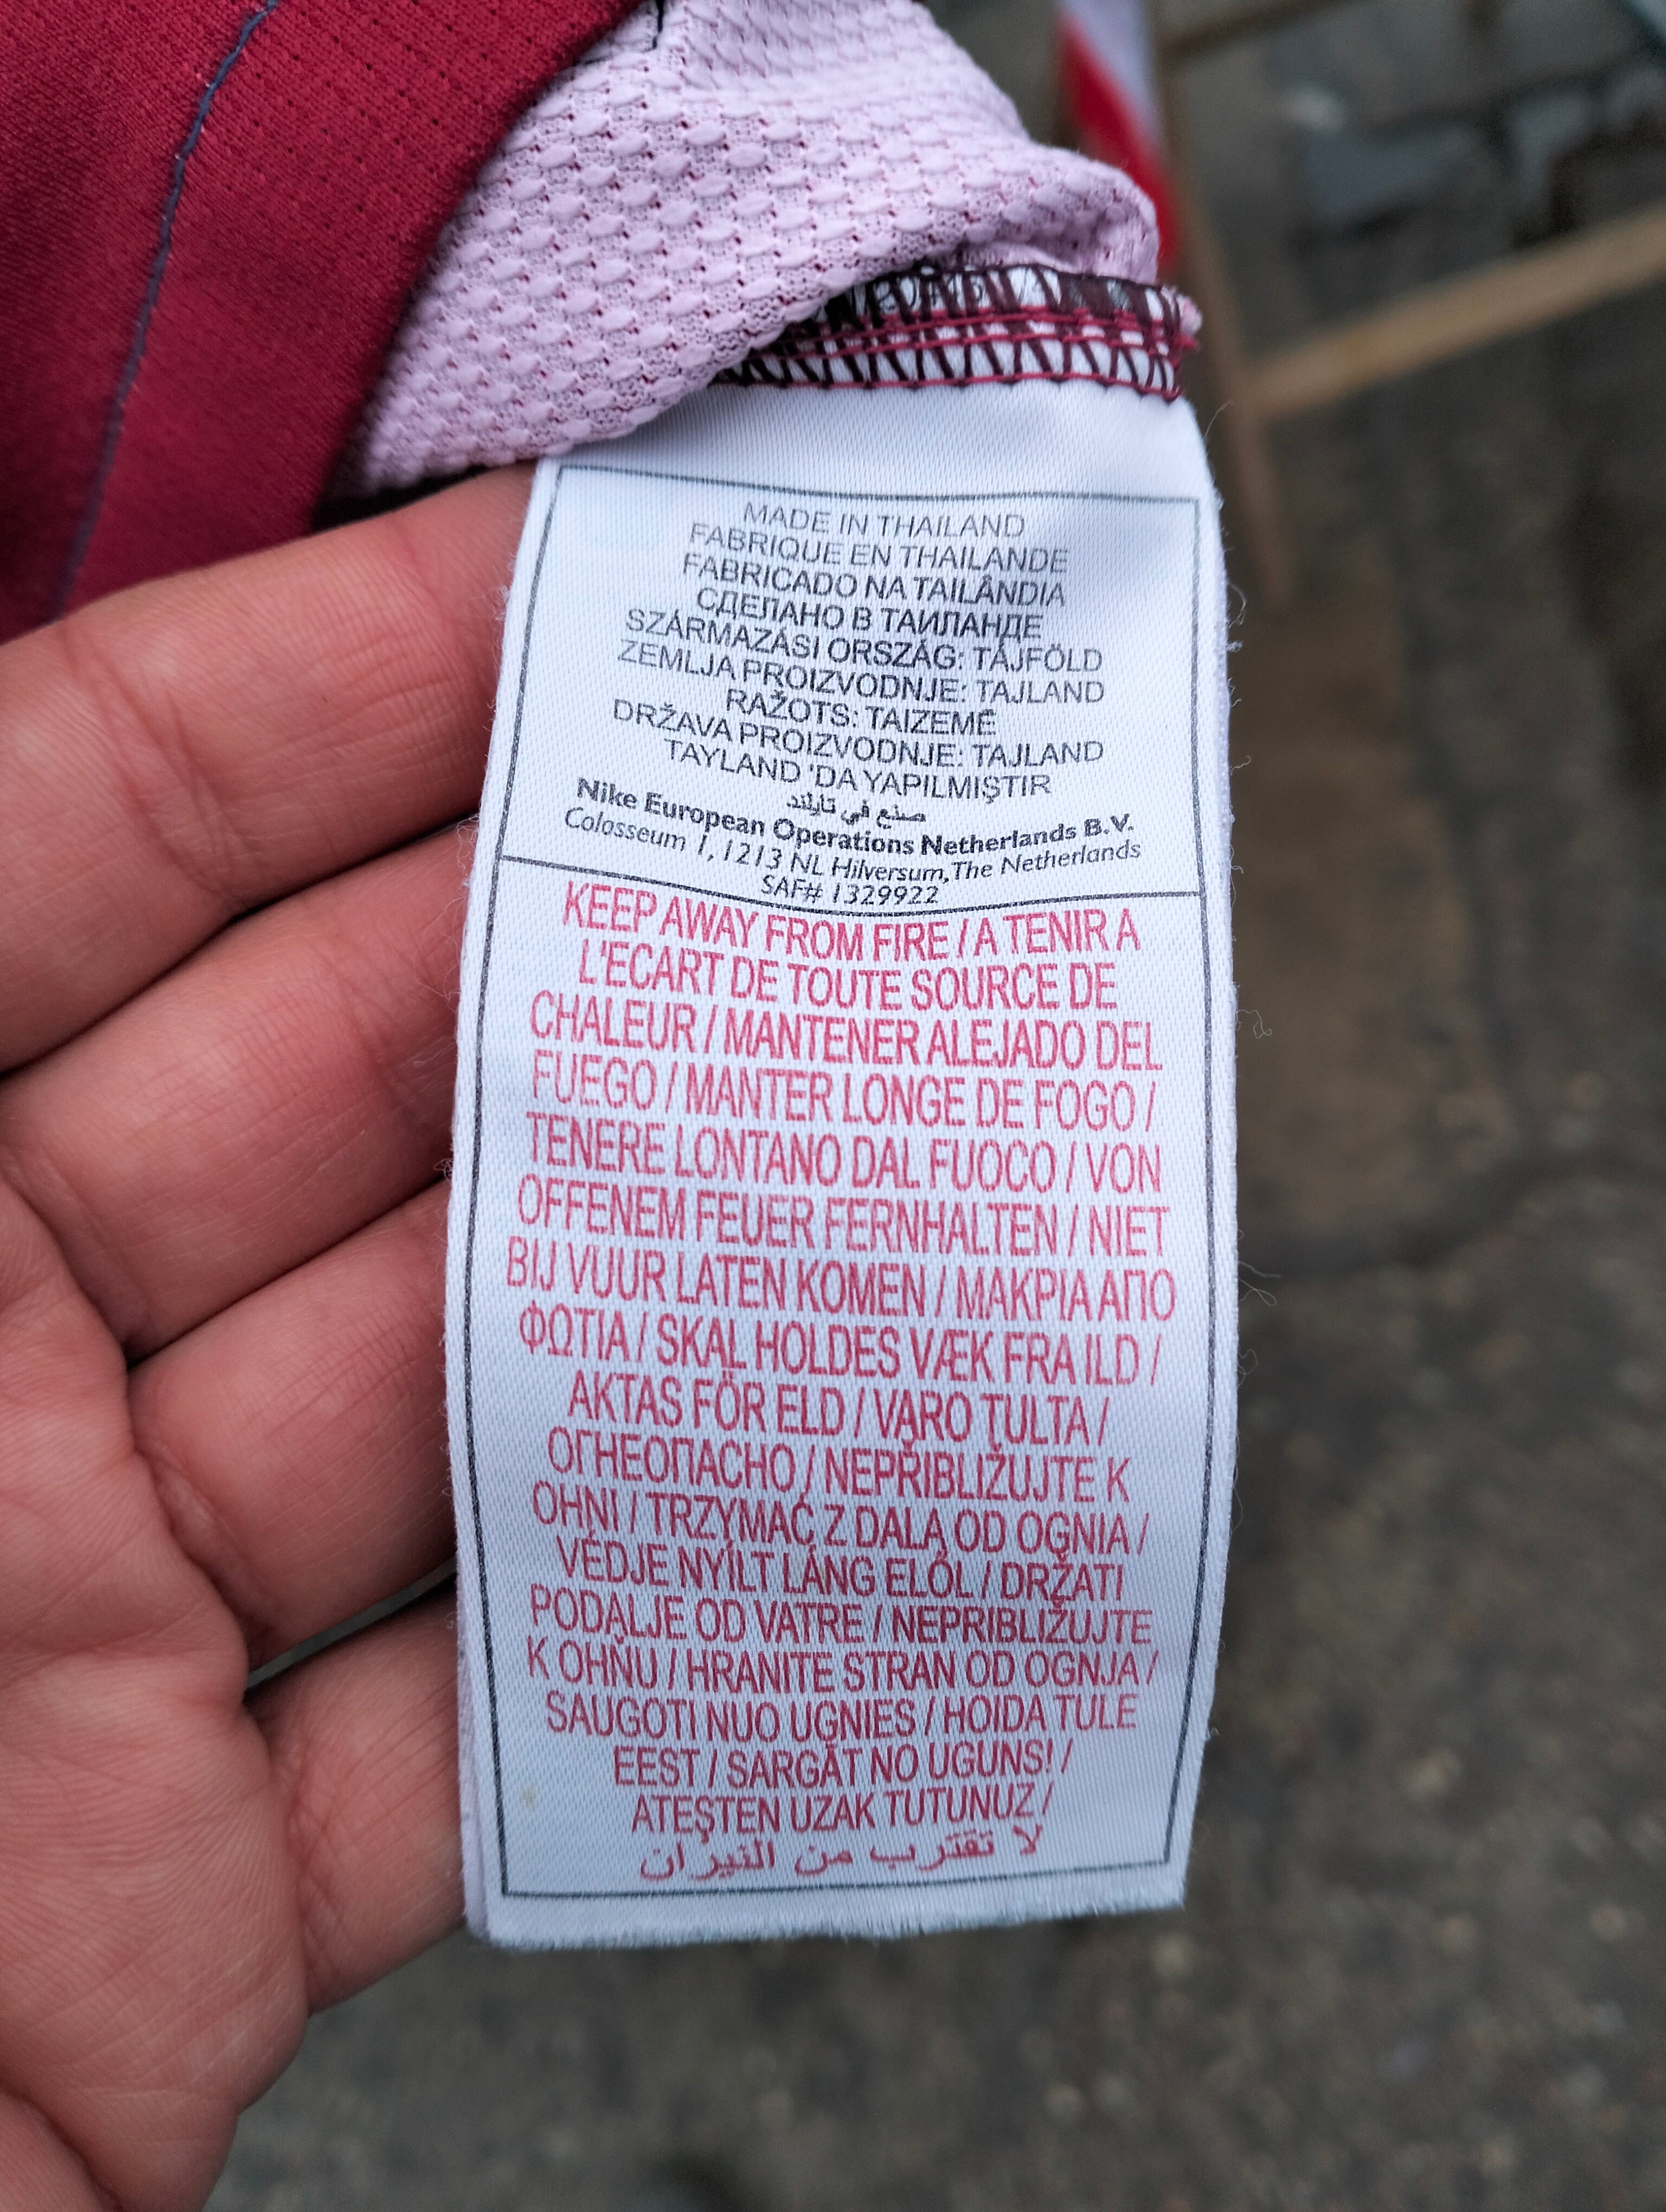 MADE IN THAILAND
FABRIQUE EN THAILANDE
FABRICADO NA TAILÂNDIA
СДЕЛАНО В ТАИЛАНДЕ
SZÁRMAZÁSI ORSZÁG: TÁJFÖLD
ZEMLJA PROIZVODNJE: TAJLAND
RAŽOTS: TAIZEMĒ
DRŽAVA PROIZVODNJE: TAJLAND
TAYLAND 'DA YAPILMIŞTIR
صنع في تايلند
Nike European Operations Netherlands B.V.
Colosseum 1, 1213 NL Hilversum, The Netherlands
SAF# 1329922
KEEP AWAY FROM FIRE / A TENIR A
L'ECART DE TOUTE SOURCE DE
CHALEUR / MANTENER ALEJADO DEL
FUEGO / MANTER LONGE DE FOGO /
TENERE LONTANO DAL FUOCO / VON
OFFENEM FEUER FERNHALTEN / NIET
BIJ VUUR LATEN KOMEN / ΜΑΚΡΙΑ ΑΠΟ
ΦΩΤΙΑ / SKAL HOLDES VÆK FRA ILD /
AKTAS FÖR ELD / VARO TULTA /
ОГНЕОПАСНО / NEPŘIBLIŽUJTE K
OHNI / TRZYMAĆ Z DALA OD OGNIA /
VÉDJE NYÍLT LÁNG ELŐL / DRŽATI
PODALJE OD VATRE / NEPRIBLIŽUJTE
K OHŇU / HRANITE STRAN OD OGNJA /
SAUGOTI NUO UGNIES / HOIDA TULE
EEST / SARGĀT NO UGUNS! /
ATEŞTEN UZAK TUTUNUZ /
لا تقترب من النيران